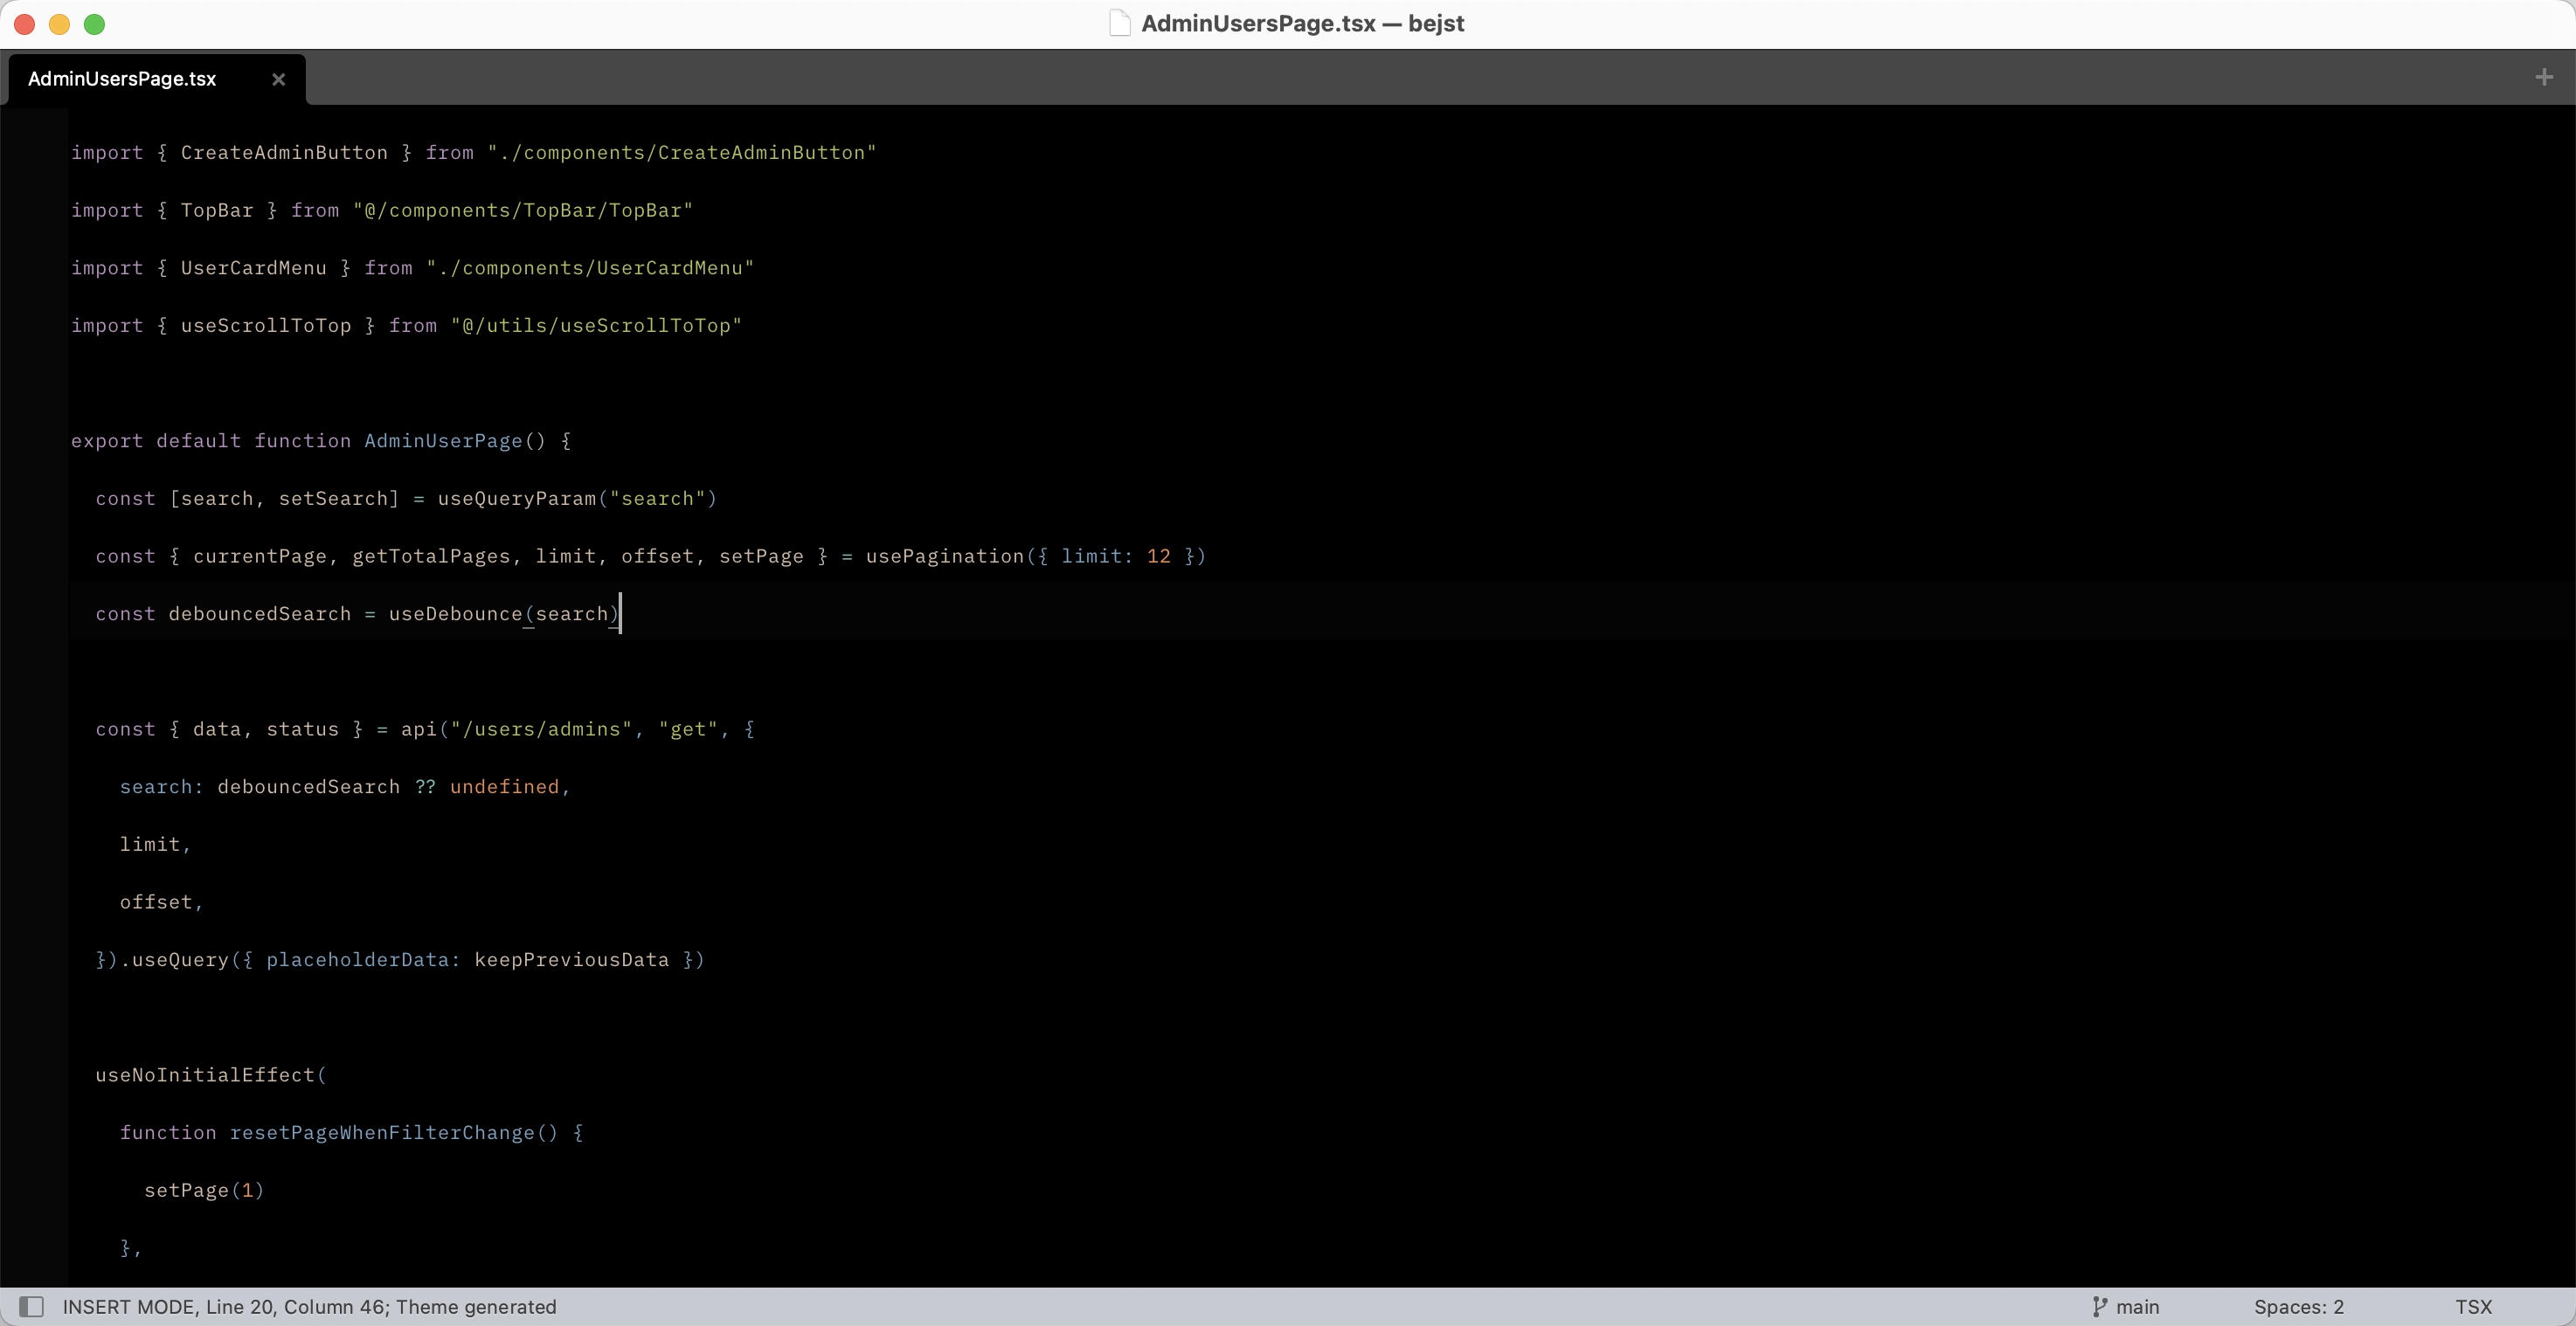 AdminUsersPage.tsx — bejst
AdminUsersPage.tsx
import { CreateAdminButton } from "./components/CreateAdminButton"
import { TopBar } from "@/components/TopBar/TopBar"
import { UserCardMenu } from "./components/UserCardMenu"
import { useScrollToTop } from "@/utils/useScrollToTop"
export default function AdminUserPage() {
  const [search, setSearch] = useQueryParam("search")
  const { currentPage, getTotalPages, limit, offset, setPage } = usePagination({ limit: 12 })
  const debouncedSearch = useDebounce(search)
  const { data, status } = api("/users/admins", "get", {
    search: debouncedSearch ?? undefined,
    limit,
    offset,
  }).useQuery({ placeholderData: keepPreviousData })
  useNoInitialEffect(
    function resetPageWhenFilterChange() {
      setPage(1)
    },
INSERT MODE, Line 20, Column 46; Theme generated
main
Spaces: 2
TSX